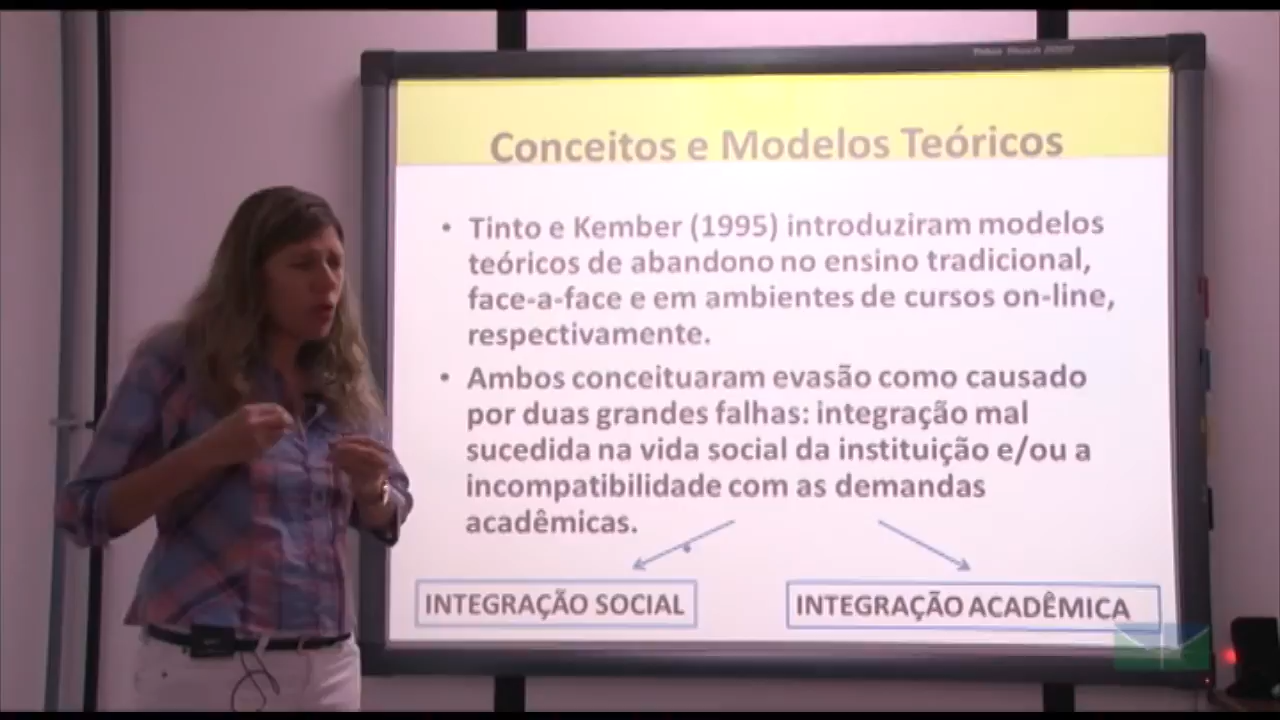 Conceitos e Modelos Teóricos
• Tinto e Kember (1995) introduziram modelos
teóricos de abandono no ensino tradicional,
face-a-face e em ambientes de cursos on-line,
respectivamente.
• Ambos conceituaram evasão como causado
por duas grandes falhas: integração mal
sucedida na vida social da instituição e/ou a
incompatibilidade com as demandas
acadêmicas.
INTEGRAÇÃO SOCIAL
INTEGRAÇÃO ACADÊMICA